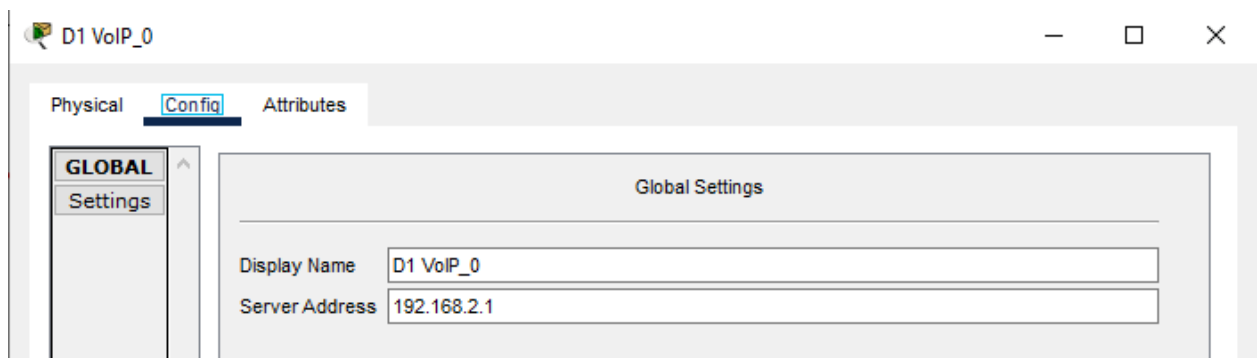 D1 VoIP_0
Physical Config Attributes
GLOBAL
Settings
Global Settings
Display Name D1 VoIP_0
Server Address 192.168.2.1